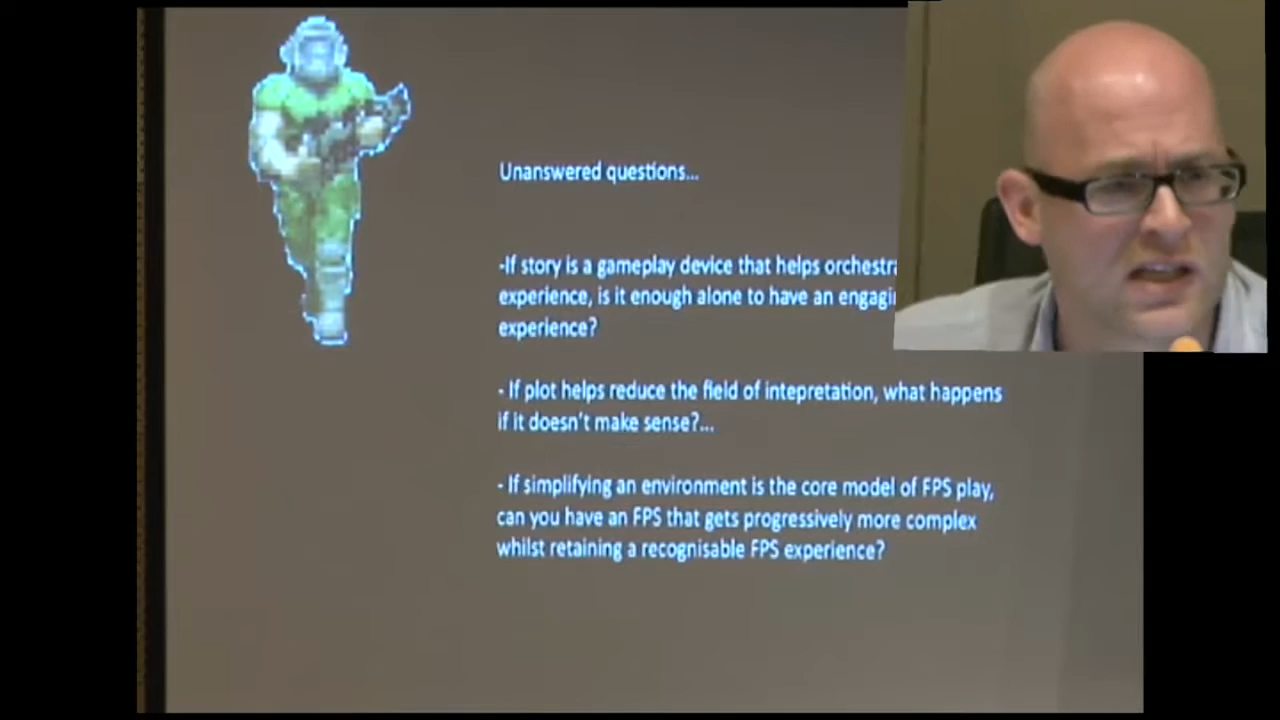 Unanswered questions...
-If story is a gameplay device that helps orchestra
experience, is it enough alone to have an engagi
experience?
- If plot helps reduce the field of intepretation, what happens
if it doesn't make sense?...
- If simplifying an environment is the core model of FPS play,
can you have an FPS that gets progressively more complex
whilst retaining a recognisable FPS experience?